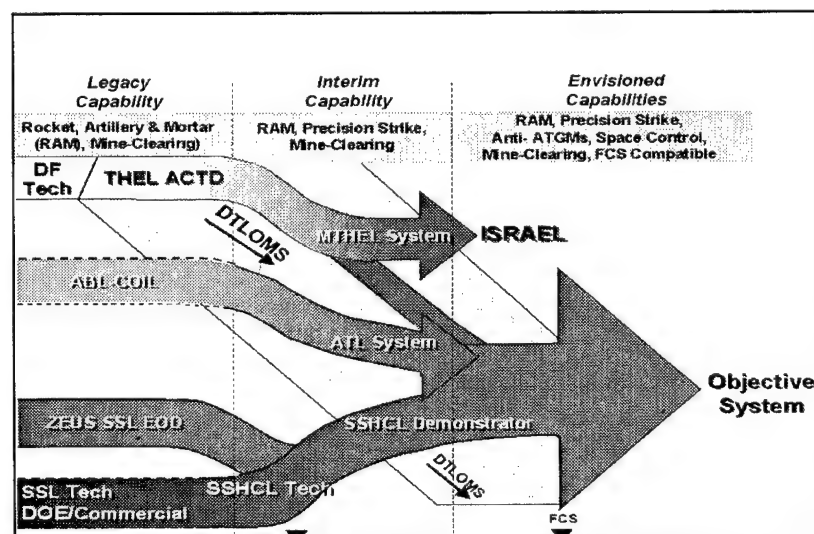 Legacy
Capability
Interim
Capability
Envisioned
Capabilities
Rocket, Artillery & Mortar
(RAM), Mine-Clearing)
RAM, Precision Strike,
Mine-Clearing
RAM, Precision Strike,
Anti- ATGMs, Space Control,
Mine-Clearing, FCS Compatible
DF
Tech
THEL ACTD
DTLOMS
MTHEL System
ISRAEL
ABL-COIL
ATL System
Objective
System
ZEUS SSL EOD
SSHCL Demonstrator
SSL Tech
DOE/Commercial
SSHCL Tech
DTLOMS
FCS